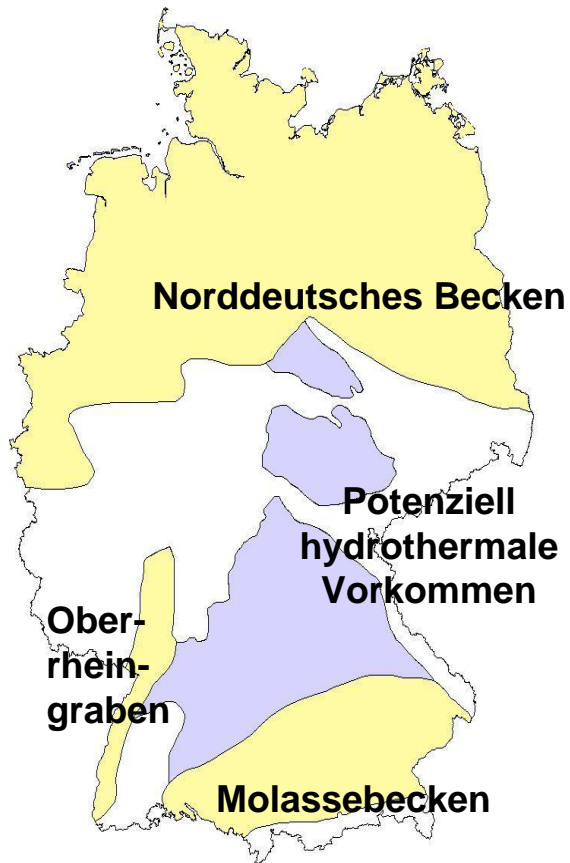 Norddeutsches Becken
Potenziell
hydrothermale
Vorkommen
Ober-
rhein-
graben
Molassebecken